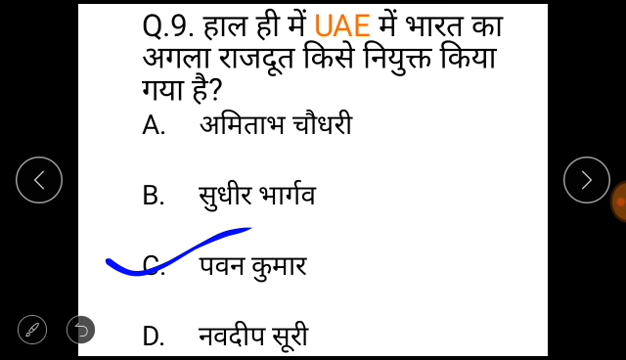 Q.9. हाल ही में UAE में भारत का
अगला राजदूत किसे नियुक्त किया
गया है?
A. अमिताभ चौधरी
B. सुधीर भार्गव
C. पवन कुमार
D. नवदीप सूरी